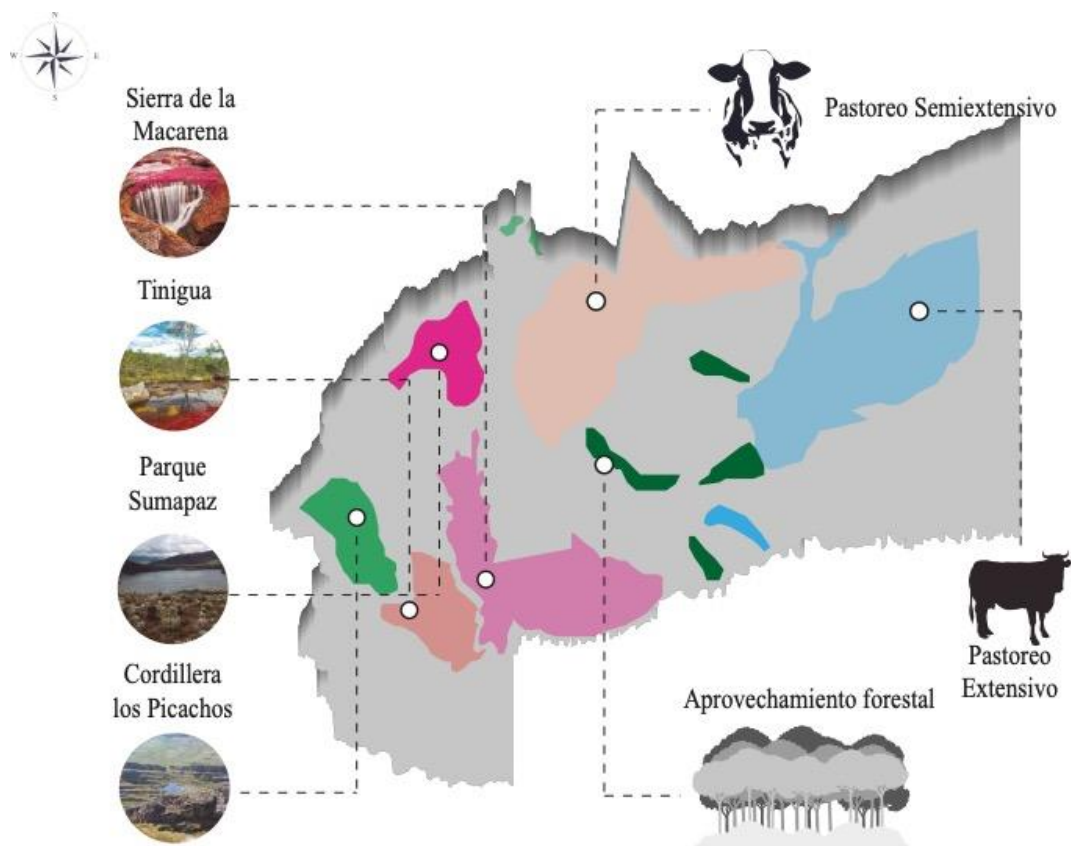 N
W
E
S
Sierra de la
Macarena
Tinigua
Parque
Sumapaz
Cordillera
los Picachos
Pastoreo Semiextensivo
Pastoreo
Extensivo
Aprovechamiento forestal